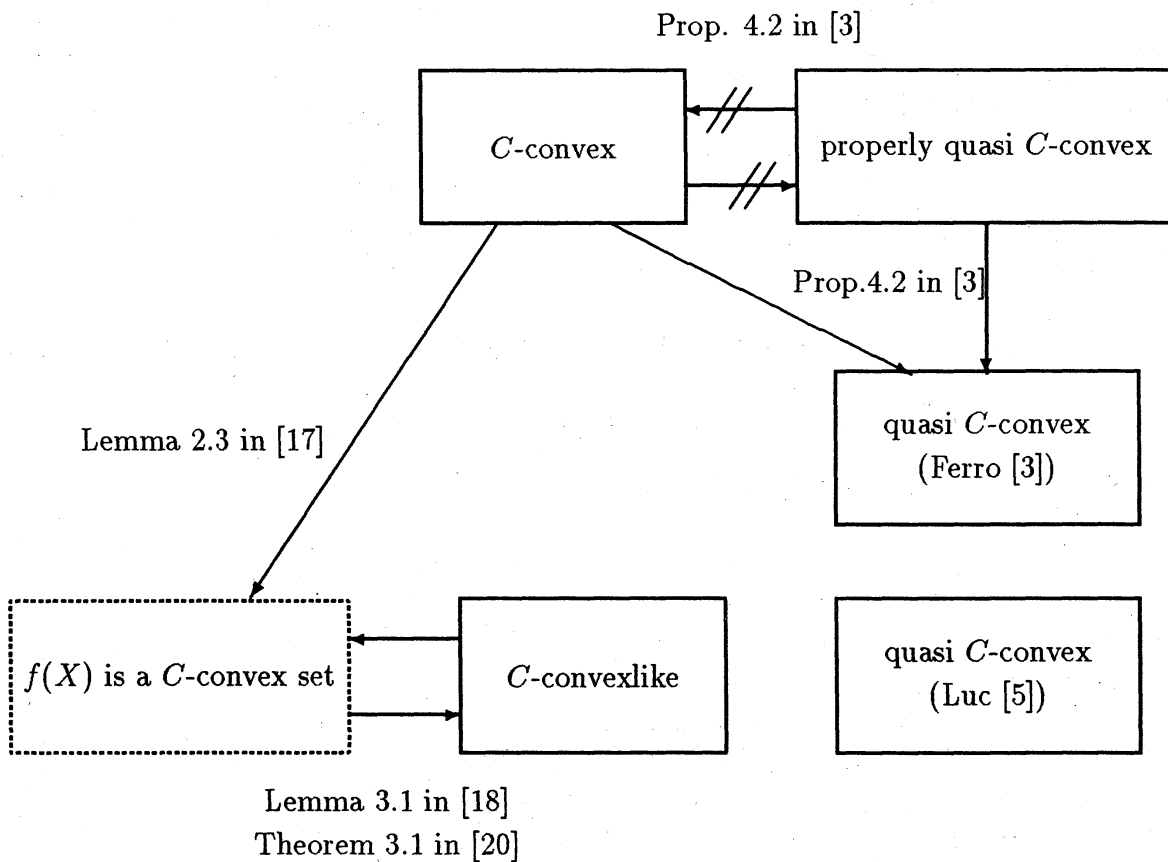 Prop. 4.2 in [3]
C-convex
properly quasi C-convex
Prop.4.2 in [3]
quasi C-convex
(Ferro [3])
Lemma 2.3 in [17]
f(X) is a C-convex set
C-convexlike
quasi C-convex
(Luc [5])
Lemma 3.1 in [18]
Theorem 3.1 in [20]